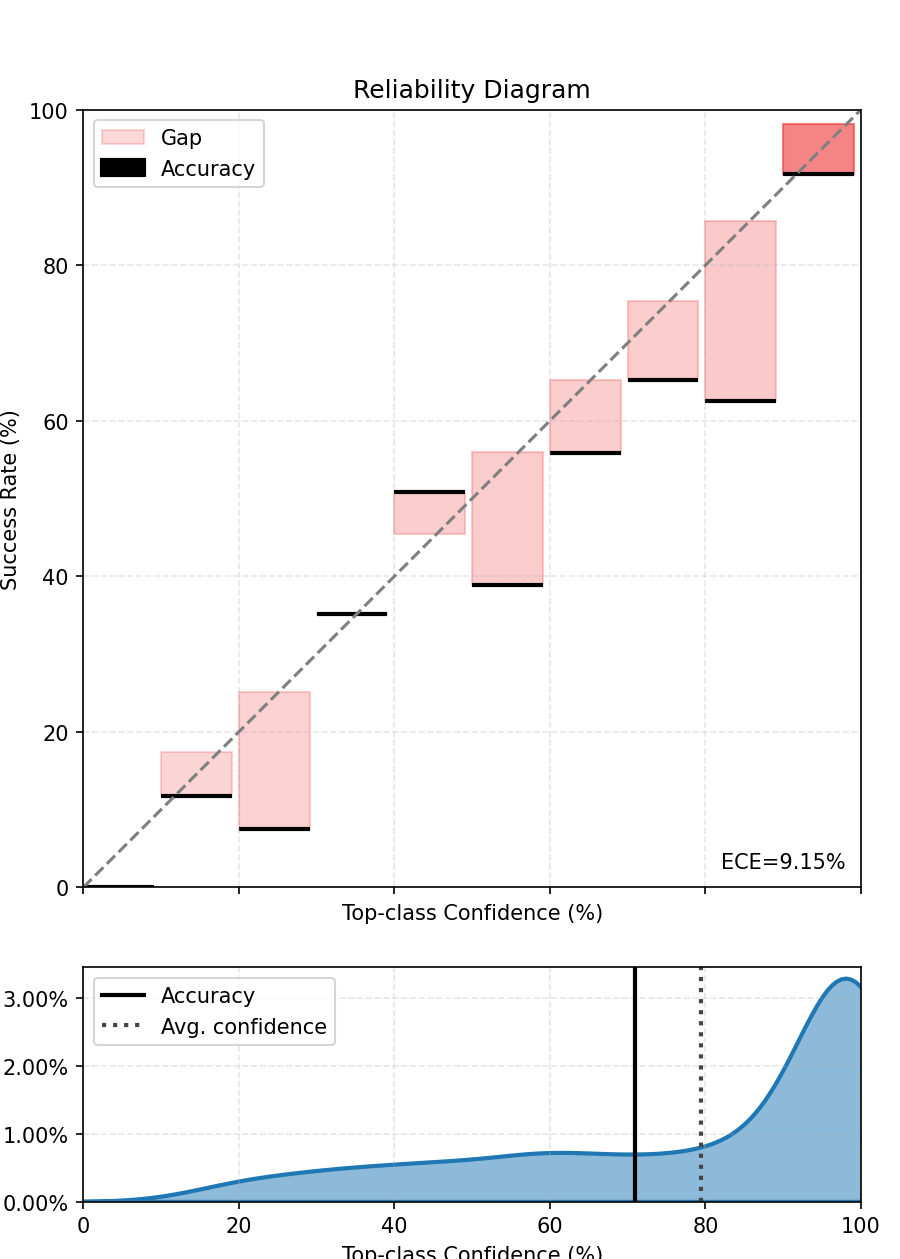 Reliability Diagram
100
80
60
40
20
0
Success Rate (%)
Gap
Accuracy
ECE=9.15%
Top-class Confidence (%)
3.00%
2.00%
1.00%
0.00%
Accuracy
Avg. confidence
0
20
40
60
80
100
Top-class Confidence (%)